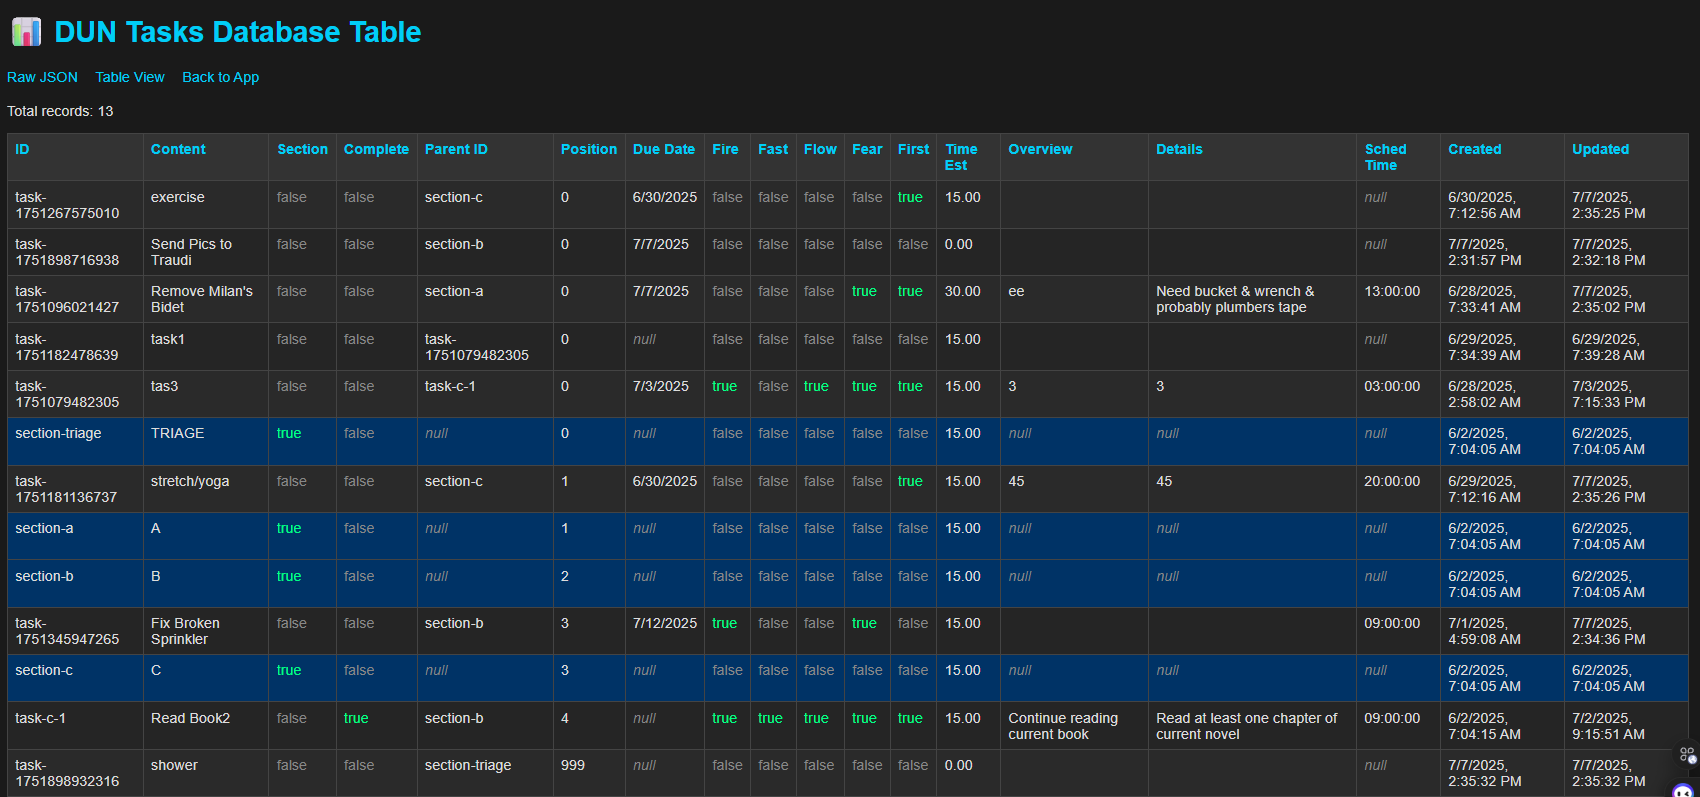 DUN Tasks Database Table
Raw JSON Table View Back to App
Total records: 13
ID Content Section Complete Parent ID Position Due Date Fire Fast Flow Fear First Time Est Overview Details Sched Time Created Updated
task-1751267575010 exercise false false section-c 0 6/30/2025 false false false false true 15.00 null 6/30/2025, 7:12:56 AM 7/7/2025, 2:35:25 PM
task-1751898716938 Send Pics to Traudi false false section-b 0 7/7/2025 false false false false false 0.00 null 7/7/2025, 2:31:57 PM 7/7/2025, 2:32:18 PM
task-1751096021427 Remove Milan's Bidet false false section-a 0 7/7/2025 false false false true true 30.00 ee Need bucket & wrench & probably plumbers tape 13:00:00 6/28/2025, 7:33:41 AM 7/7/2025, 2:35:02 PM
task-1751182478639 task1 false false task-1751079482305 0 null false false false false false 15.00 null 6/29/2025, 7:34:39 AM 6/29/2025, 7:39:28 AM
task-1751079482305 tas3 false false task-c-1 0 7/3/2025 true false true true true 15.00 3 3 03:00:00 6/28/2025, 2:58:02 AM 7/3/2025, 7:15:33 PM
section-triage TRIAGE true false null 0 null false false false false false 15.00 null null null 6/2/2025, 7:04:05 AM 6/2/2025, 7:04:05 AM
task-1751181136737 stretch/yoga false false section-c 1 6/30/2025 false false false false true 15.00 45 45 20:00:00 6/29/2025, 7:12:16 AM 7/7/2025, 2:35:26 PM
section-a A true false null 1 null false false false false false 15.00 null null null 6/2/2025, 7:04:05 AM 6/2/2025, 7:04:05 AM
section-b B true false null 2 null false false false false false 15.00 null null null 6/2/2025, 7:04:05 AM 6/2/2025, 7:04:05 AM
task-1751345947265 Fix Broken Sprinkler false false section-b 3 7/12/2025 true false false true false 15.00 09:00:00 7/1/2025, 4:59:08 AM 7/7/2025, 2:34:36 PM
section-c C true false null 3 null false false false false false 15.00 null null null 6/2/2025, 7:04:05 AM 6/2/2025, 7:04:05 AM
task-c-1 Read Book2 false true section-b 4 null true true true true true 15.00 Continue reading current book Read at least one chapter of current novel 09:00:00 6/2/2025, 7:04:15 AM 7/2/2025, 9:15:51 AM
task-1751898932316 shower false false section-triage 999 null false false false false false 0.00 null 7/7/2025, 2:35:32 PM 7/7/2025, 2:35:32 PM